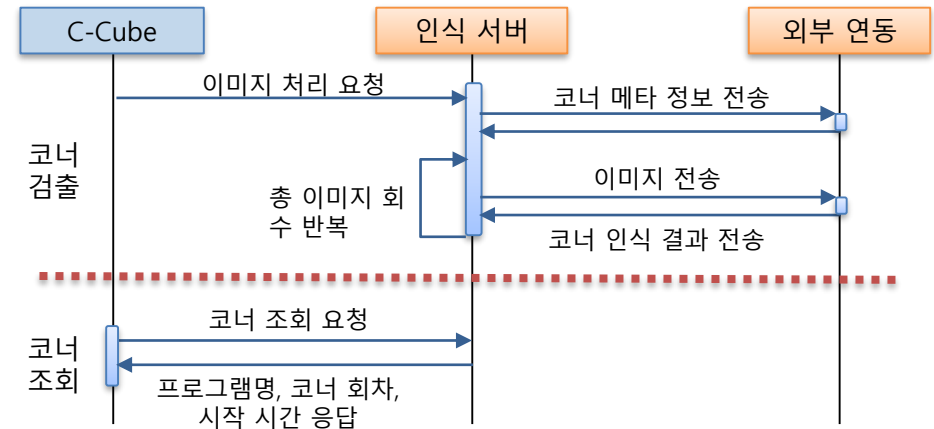 C-Cube
인식 서버
외부 연동
이미지 처리 요청
코너 메타 정보 전송
코너
검출
총 이미지 회
수 반복
이미지 전송
코너 인식 결과 전송
코너 조회 요청
코너
조회
프로그램명, 코너 회차,
시작 시간 응답